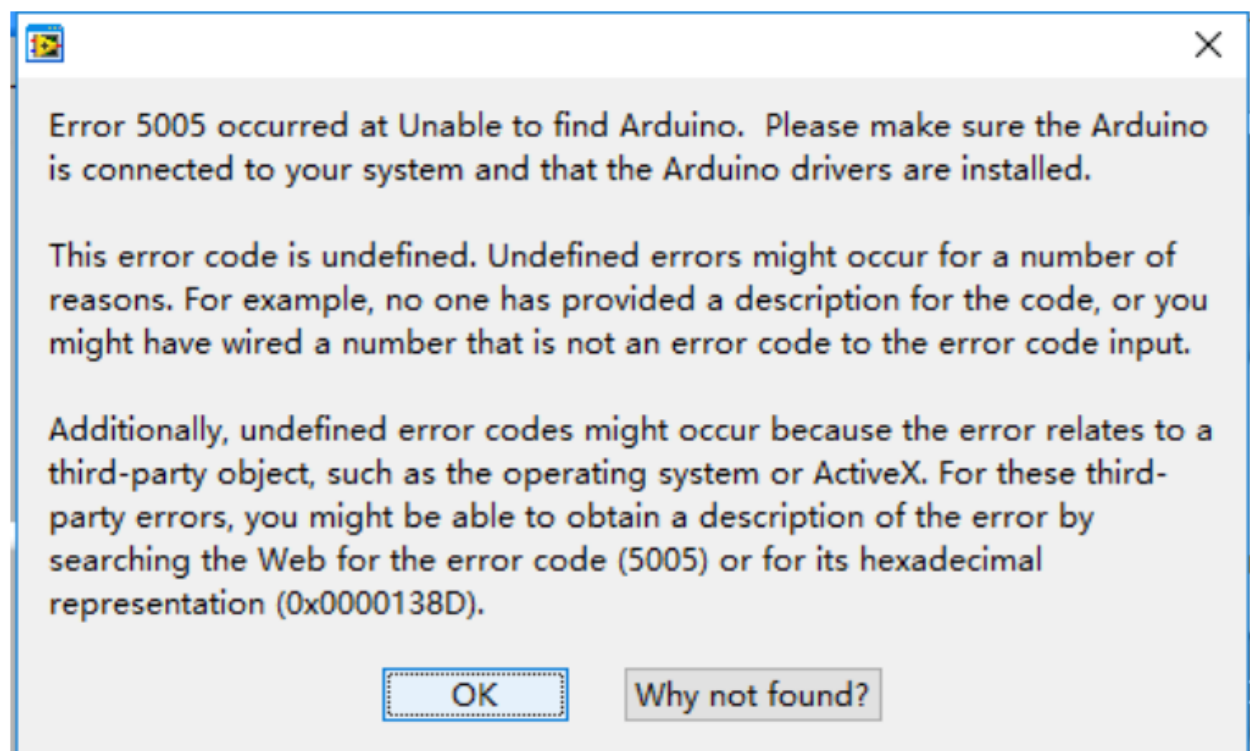 Error 5005 occurred at Unable to find Arduino.  Please make sure the Arduino
is connected to your system and that the Arduino drivers are installed.
This error code is undefined. Undefined errors might occur for a number of
reasons. For example, no one has provided a description for the code, or you
might have wired a number that is not an error code to the error code input.
Additionally, undefined error codes might occur because the error relates to a
third-party object, such as the operating system or ActiveX. For these third-
party errors, you might be able to obtain a description of the error by
searching the Web for the error code (5005) or for its hexadecimal
representation (0x0000138D).
OK Why not found?